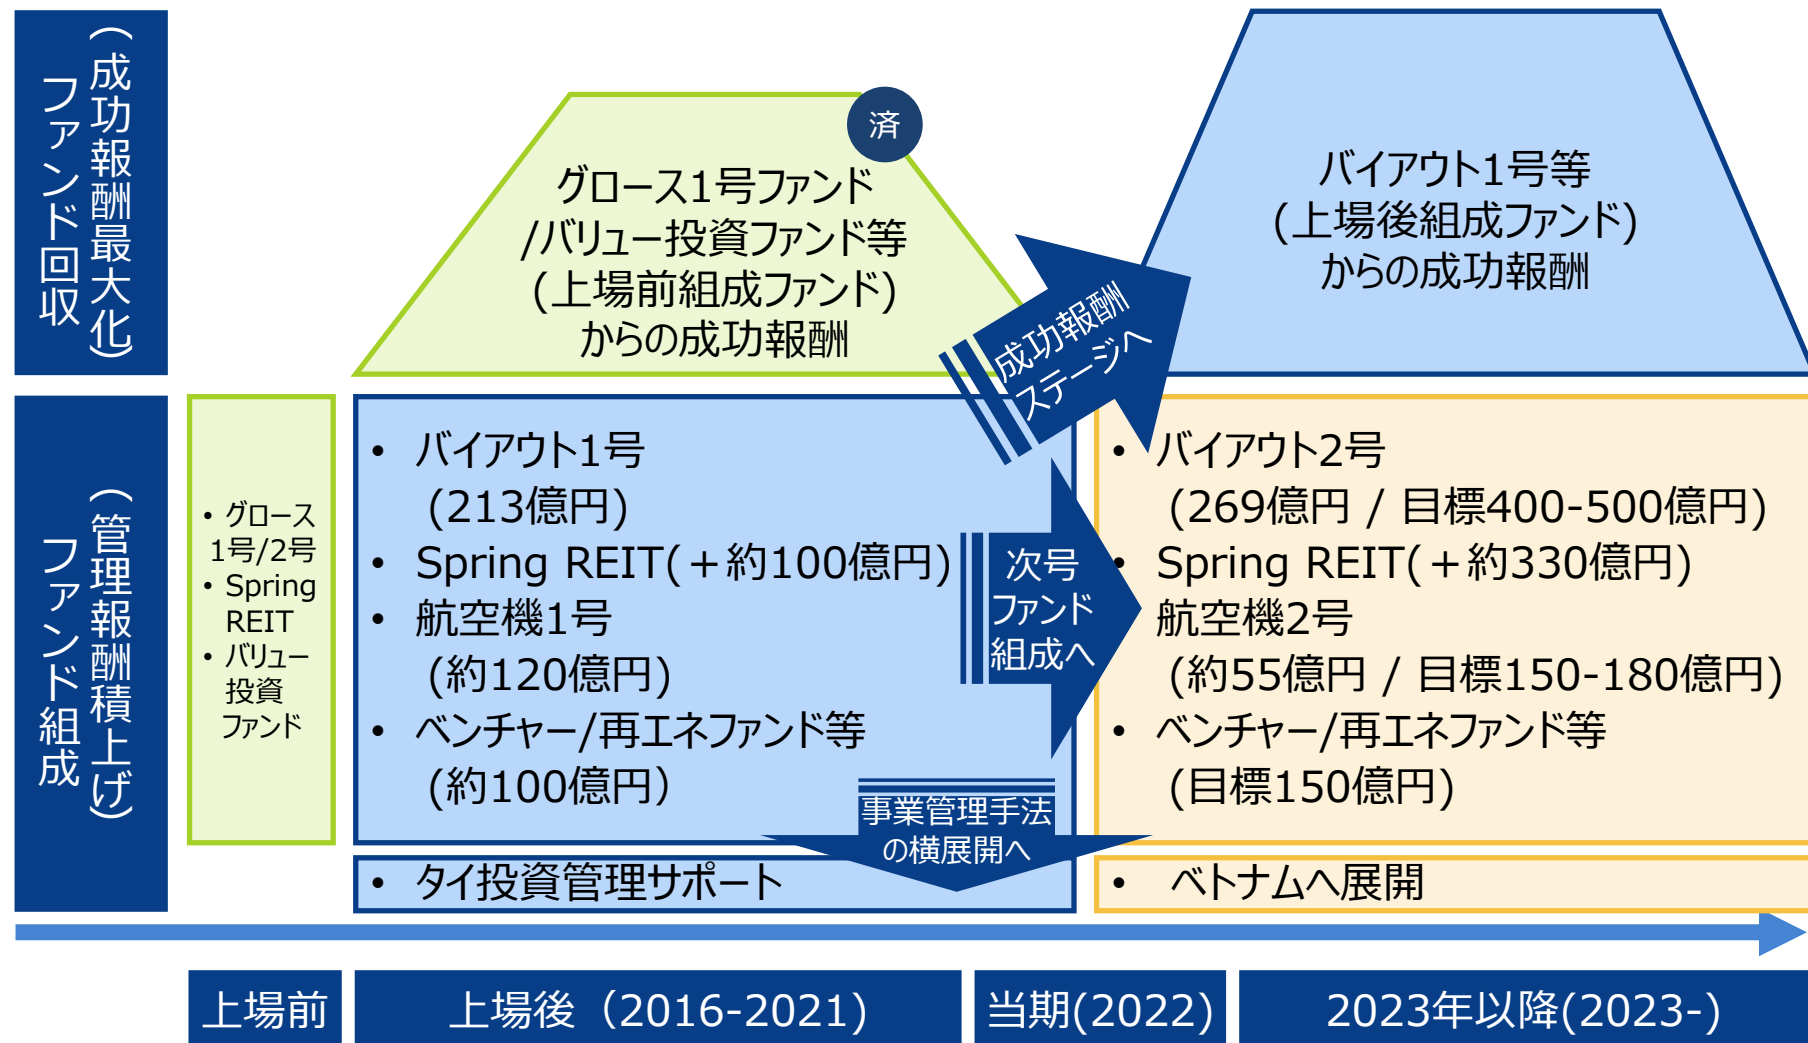 (成功報酬最大化)
ファンド回収
済
グロース1号ファンド
/バリュー投資ファンド等
(上場前組成ファンド)
からの成功報酬
成功報酬
ステージへ
バイアウト1号等
(上場後組成ファンド)
からの成功報酬
(管理報酬積上げ)
ファンド組成
• グロース
1号/2号
• Spring
REIT
• バリュー
投資
ファンド
• バイアウト1号
(213億円)
• Spring REIT(+約100億円)
• 航空機1号
(約120億円)
• ベンチャー/再エネファンド等
(約100億円)
次号
ファンド
組成へ
• バイアウト2号
(269億円 / 目標400-500億円)
• Spring REIT(+約330億円)
航空機2号
(約55億円 / 目標150-180億円)
• ベンチャー/再エネファンド等
(目標150億円)
事業管理手法
の横展開へ
• タイ投資管理サポート
• ベトナムへ展開
上場前
上場後(2016-2021)
当期(2022)
2023年以降(2023-)